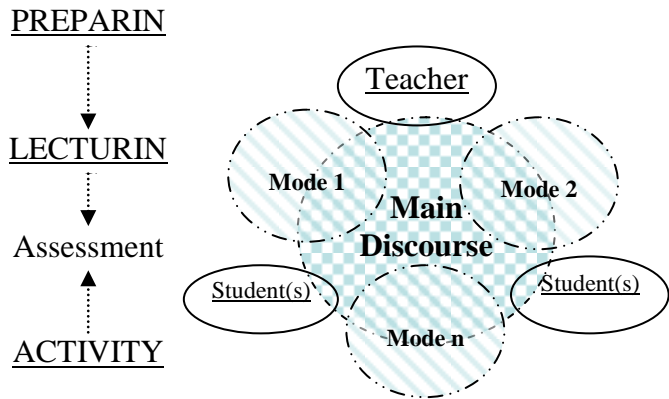 PREPARIN
LECTURIN
Assessment
ACTIVITY
Teacher
Mode 1
Mode 2
Main
Discourse
Student(s)
Student(s)
Mode n